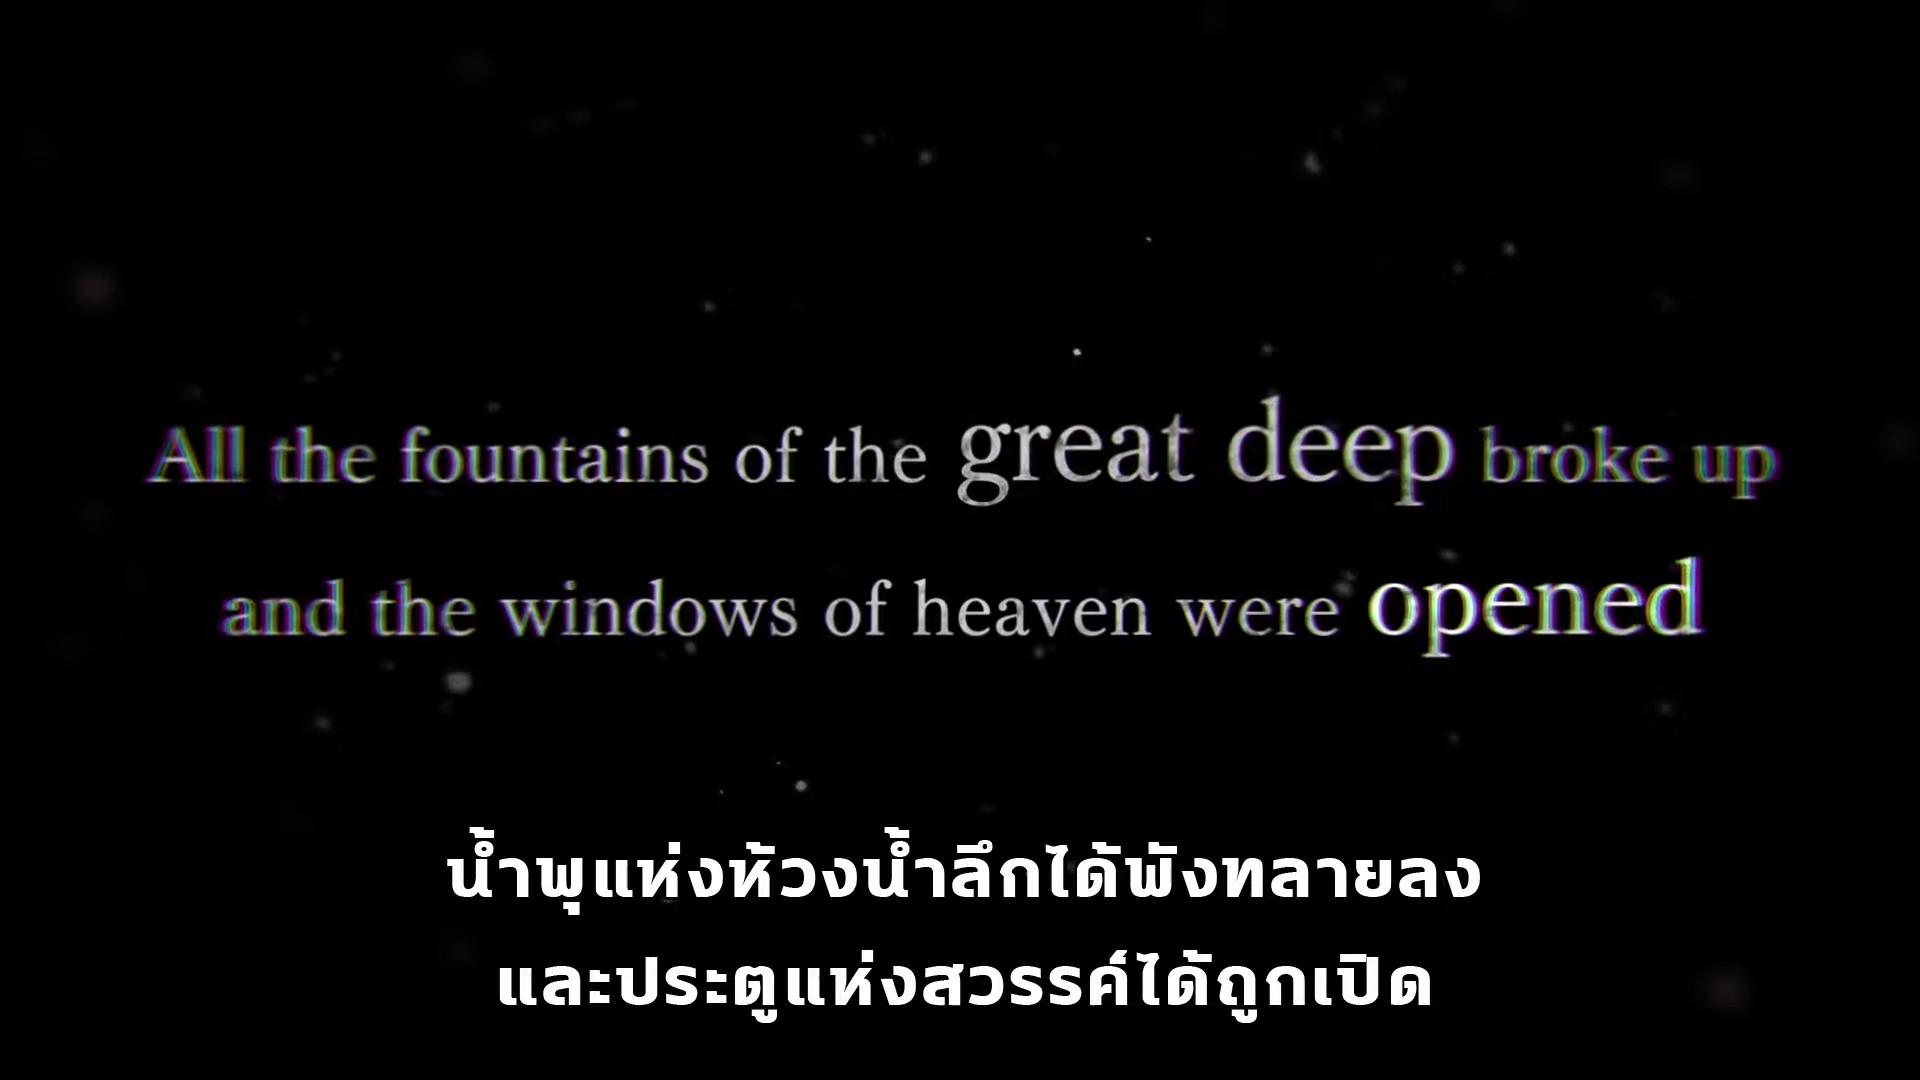 All the fountains of the great deep broke up
and the windows of heaven were opened
น้ำพุแห่งห้วงน้ำลึกได้พังทลายลง
และประตูแห่งสวรรค์ได้ถูกเปิด